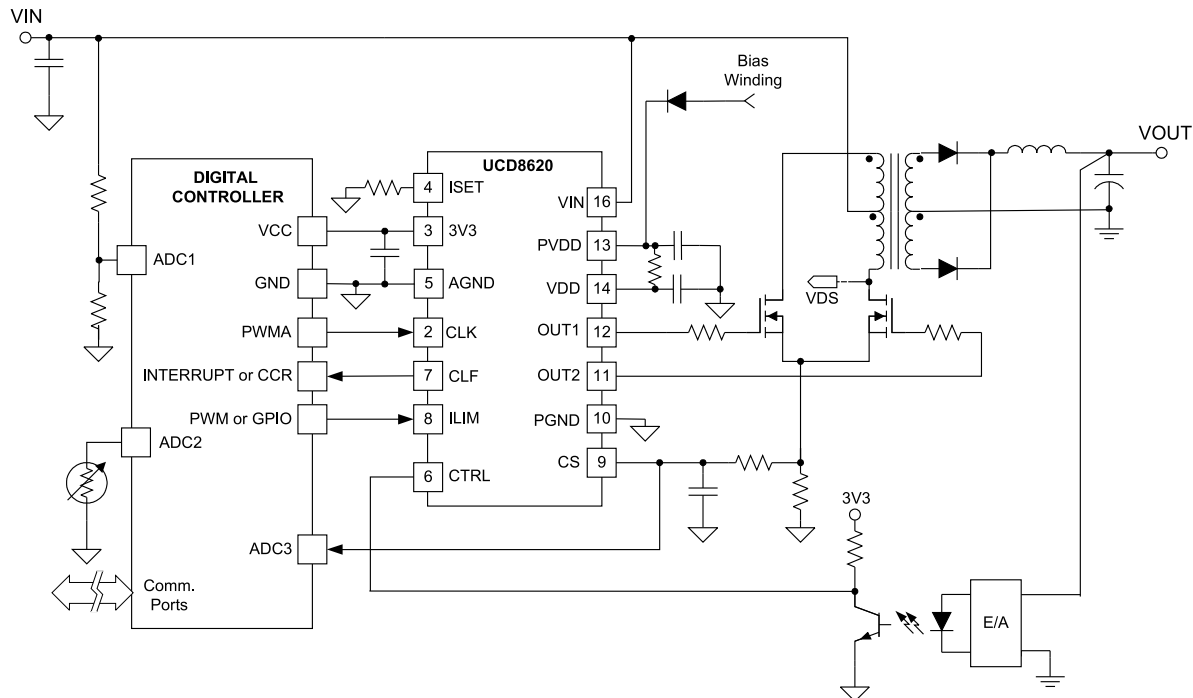 VIN
Bias
Winding
VOUT
DIGITAL
CONTROLLER
UCD8620
4 ISET
VIN 16
VCC
3 3V3
PVDD 13
ADC1
GND
5 AGND
VDD 14
VDS
PWMA
2 CLK
OUT1 12
INTERRUPT or CCR
7 CLF
OUT2 11
PWM or GPIO
8 ILIM
PGND 10
ADC2
6 CTRL
CS 9
3V3
ADC3
Comm.
Ports
E/A